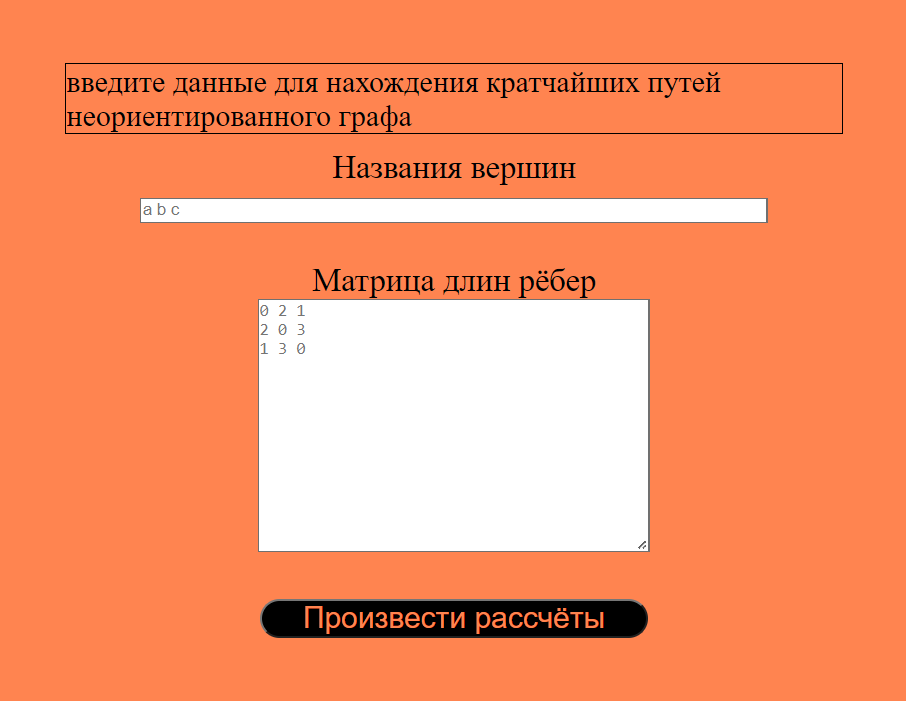 введите данные для нахождения кратчайших путей
неориентированного графа
Названия вершин
a b c
Матрица длин рёбер
0 2 1
2 0 3
1 3 0
Произвести рассчёты